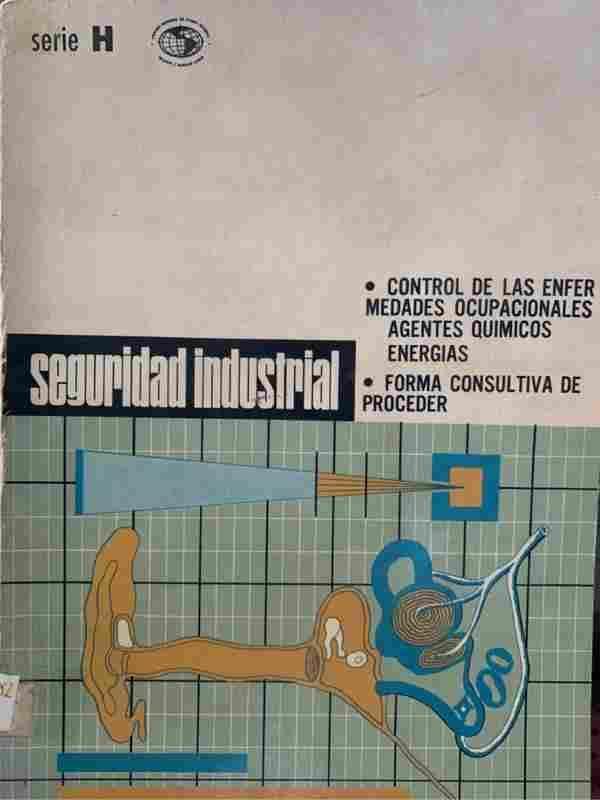 serie H
• CONTROL DE LAS ENFER
MEDADES OCUPACIONALES
AGENTES QUIMICOS
ENERGIAS
seguridad industrial
• FORMA CONSULTIVA DE
PROCEDER